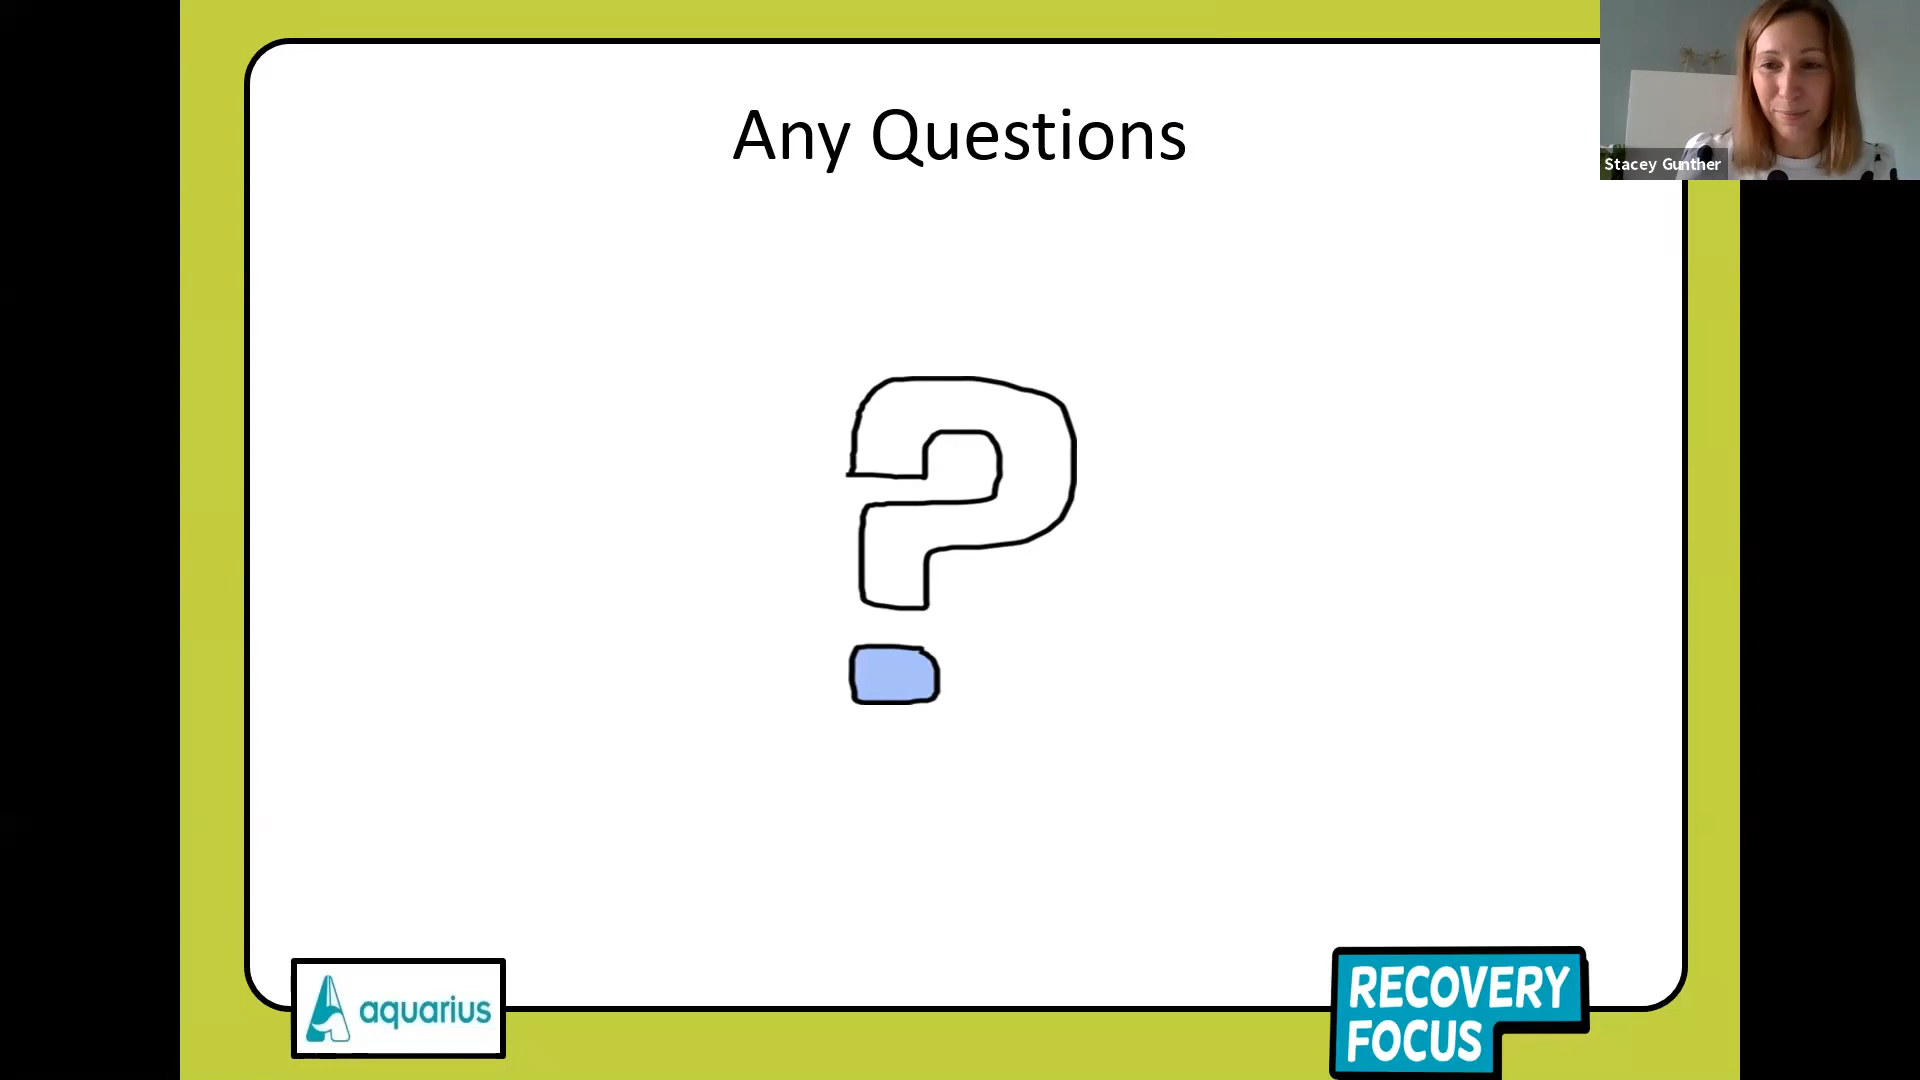 Any Questions
Stacey Gunther
?
aquarius
RECOVERY
FOCUS